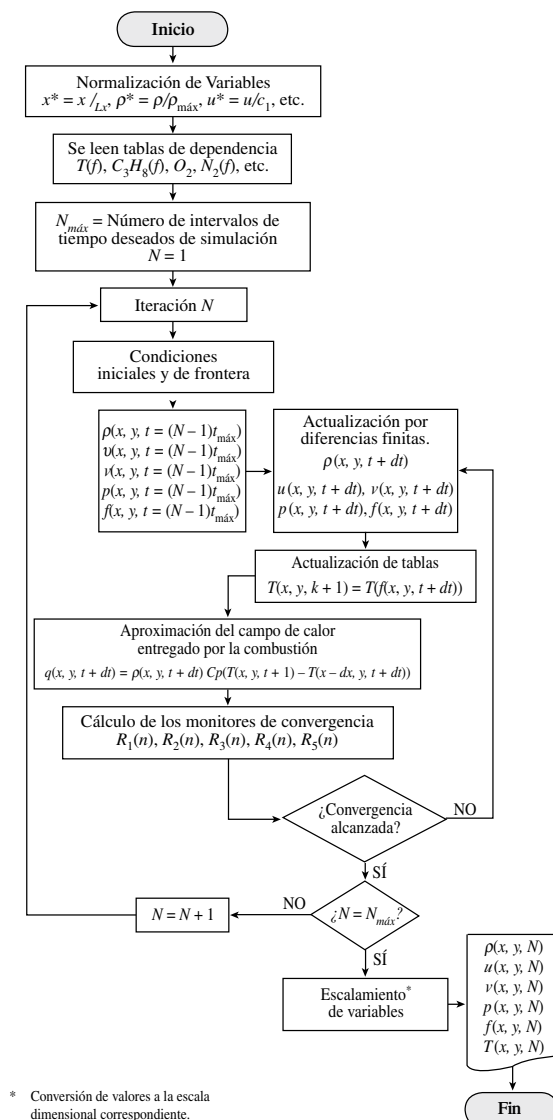 Inicio
Normalización de Variables
x* = x /Lx, ρ* = ρ/ρmáx, u* = u/c1, etc.
Se leen tablas de dependencia
T(f), C3H8(f), O2, N2(f), etc.
Nmáx = Número de intervalos de
tiempo deseados de simulación
N = 1
Iteración N
Condiciones
iniciales y de frontera
ρ(x, y, t = (N – 1)tmáx)
υ(x, y, t = (N – 1)tmáx)
ν(x, y, t = (N – 1)tmáx)
p(x, y, t = (N – 1)tmáx)
f(x, y, t = (N – 1)tmáx)
Actualización por
diferencias finitas.
ρ(x, y, t + dt)
u(x, y, t + dt), ν(x, y, t + dt)
p(x, y, t + dt), f(x, y, t + dt)
Actualización de tablas
T(x, y, k + 1) = T(f(x, y, t + dt))
Aproximación del campo de calor
entregado por la combustión
q(x, y, t + dt) = ρ(x, y, t + dt) Cp(T(x, y, t + 1) – T(x – dx, y, t + dt))
Cálculo de los monitores de convergencia
R1(n), R2(n), R3(n), R4(n), R5(n)
¿Convergencia
alcanzada?
NO
SÍ
¿N = Nmáx?
NO
N = N + 1
SÍ
Escalamiento*
de variables
ρ(x, y, N)
u(x, y, N)
ν(x, y, N)
p(x, y, N)
f(x, y, N)
T(x, y, N)
Fin
* Conversión de valores a la escala
dimensional correspondiente.